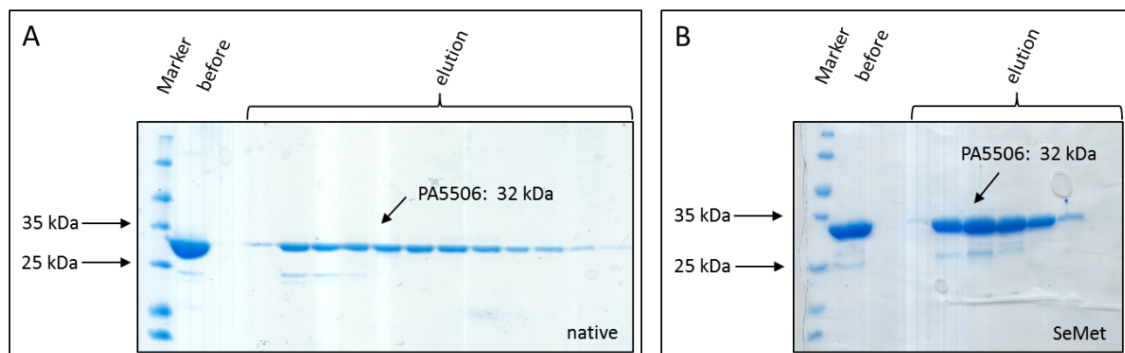 A
Marker
before
elution
PA5506: 32 kDa
35 kDa
25 kDa
native
B
Marker
before
elution
PA5506: 32 kDa
35 kDa
25 kDa
SeMet